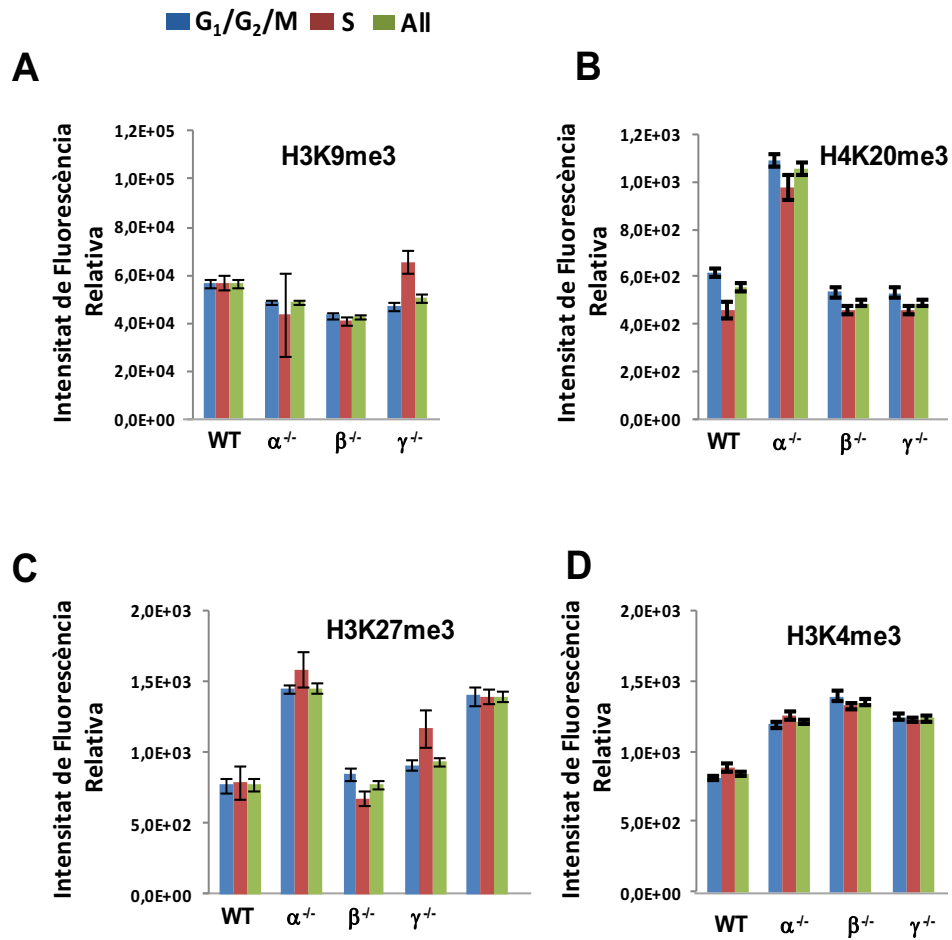 G1/G2/M S All
A
Intensitat de Fluorescència
Relativa
H3K9me3
1,2E+05
1,0E+05
8,0E+04
6,0E+04
4,0E+04
2,0E+04
0,0E+00
WT α-/- β-/- γ-/-
B
Intensitat de Fluorescència
Relativa
H4K20me3
1,2E+03
1,0E+03
8,0E+02
6,0E+02
4,0E+02
2,0E+02
0,0E+00
WT α-/- β-/- γ-/-
C
Intensitat de Fluorescència
Relativa
H3K27me3
2,0E+03
1,5E+03
1,0E+03
5,0E+02
0,0E+00
WT α-/- β-/- γ-/-
D
Intensitat de Fluorescència
Relativa
H3K4me3
2,0E+03
1,5E+03
1,0E+03
5,0E+02
0,0E+00
WT α-/- β-/- γ-/-